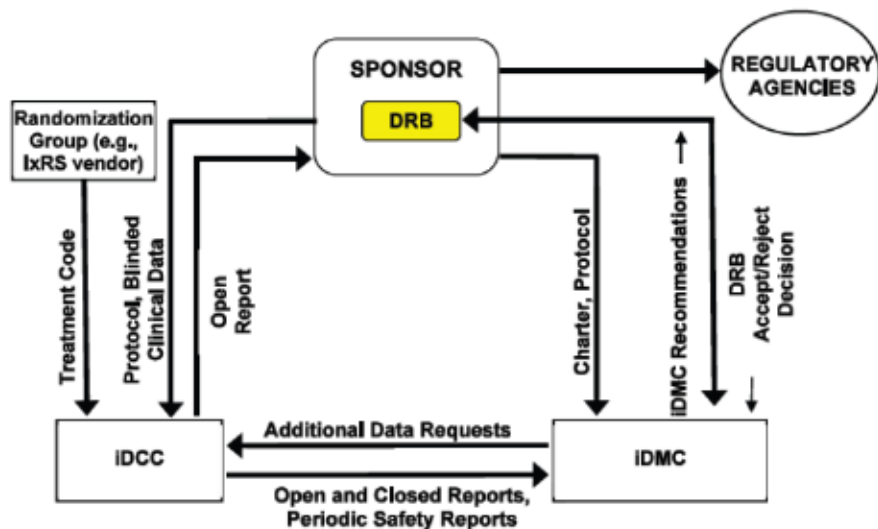 SPONSOR
DRB
REGULATORY
AGENCIES
Randomization
Group (e.g.,
IxRS vendor)
Treatment Code
Protocol, Blinded
Clinical Data
Open
Report
Charter, Protocol
iDMC Recommendations
DRB
Accept/Reject
Decision
iDCC
Additional Data Requests
Open and Closed Reports,
Periodic Safety Reports
iDMC